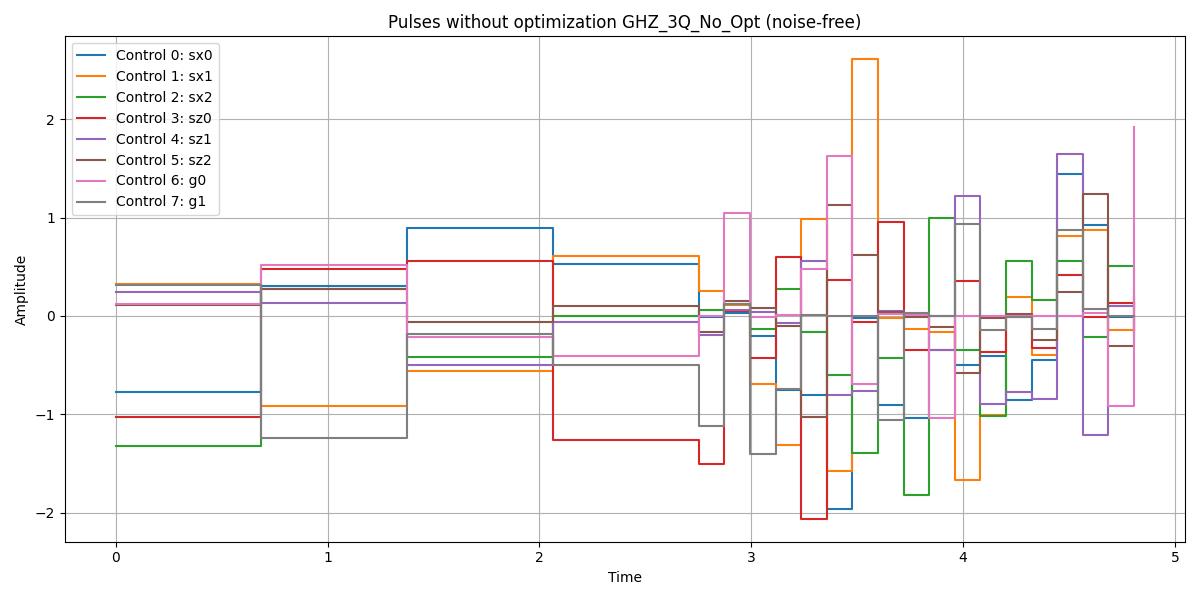 Pulses without optimization GHZ_3Q_No_Opt (noise-free)
Control 0: sx0
Control 1: sx1
Control 2: sx2
Control 3: sz0
Control 4: sz1
Control 5: sz2
Control 6: g0
Control 7: g1
Amplitude
2
1
0
−1
−2
0 1 2 3 4 5
Time